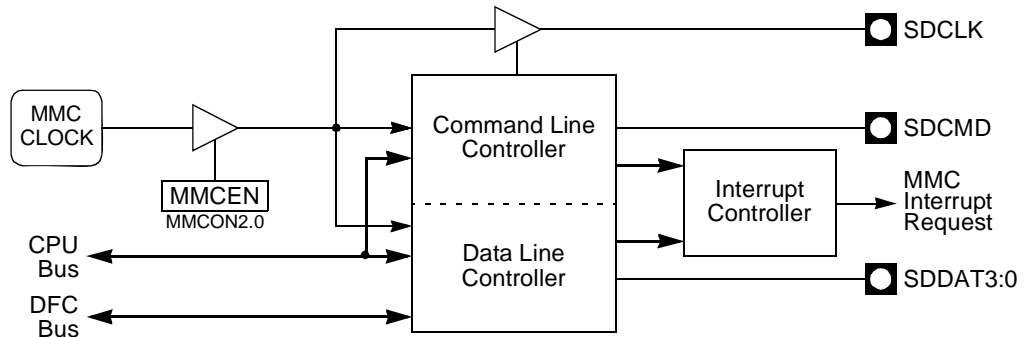 SDCLK
MMC
CLOCK
Command Line
Controller
SDCMD
MMCEN
MMCON2.0
Interrupt
Controller
MMC
Interrupt
Request
CPU
Bus
Data Line
Controller
SDDAT3:0
DFC
Bus